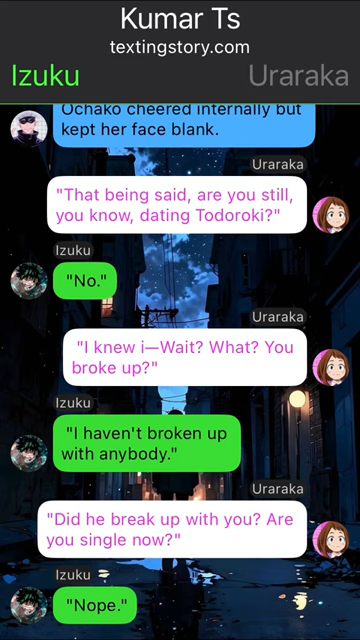 Kumar Ts
textingstory.com
Izuku Uraraka
Ochako cheered internally but
kept her face blank.
Uraraka
"That being said, are you still,
you know, dating Todoroki?"
Izuku
"No."
Uraraka
"I knew i—Wait? What? You
broke up?"
Izuku
"I haven't broken up
with anybody."
Uraraka
"Did he break up with you? Are
you single now?"
Izuku
"Nope."